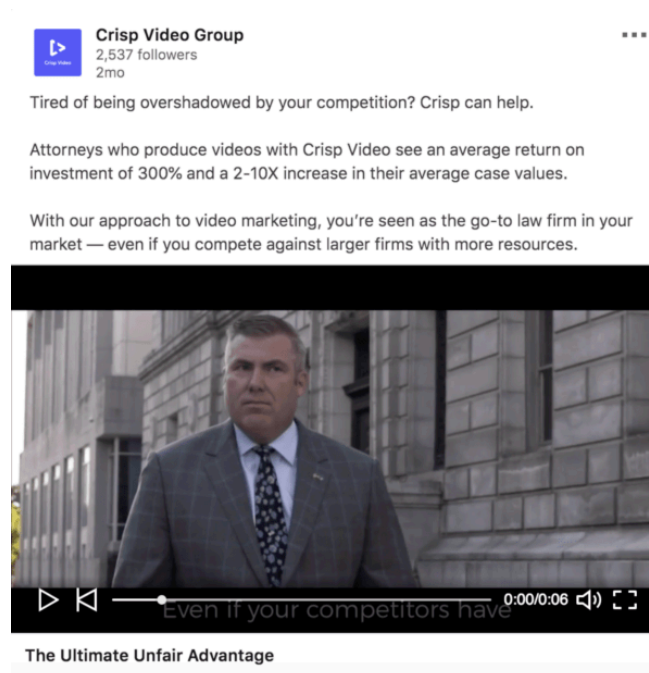 Crisp Video Group
2,537 followers
2mo
Crisp Video
Tired of being overshadowed by your competition? Crisp can help.
Attorneys who produce videos with Crisp Video see an average return on
investment of 300% and a 2-10X increase in their average case values.
With our approach to video marketing, you're seen as the go-to law firm in your
market — even if you compete against larger firms with more resources.
0:00/0:06
Even if your competitors have
The Ultimate Unfair Advantage